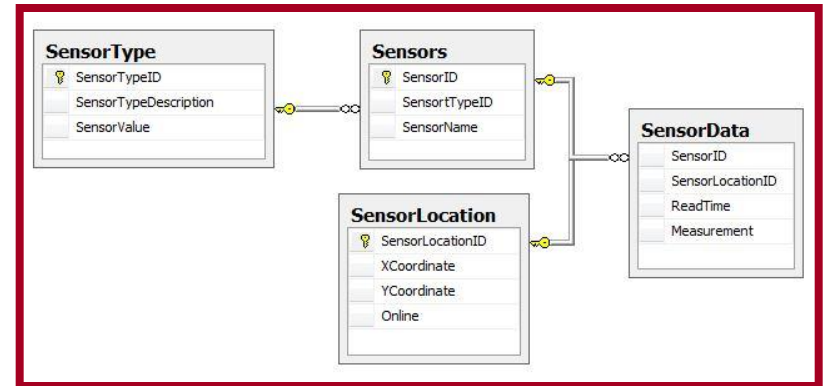 SensorType
SensorTypeID
SensorTypeDescription
SensorValue
Sensors
SensorID
SensortTypeID
SensorName
SensorLocation
SensorLocationID
XCoordinate
YCoordinate
Online
SensorData
SensorID
SensorLocationID
ReadTime
Measurement